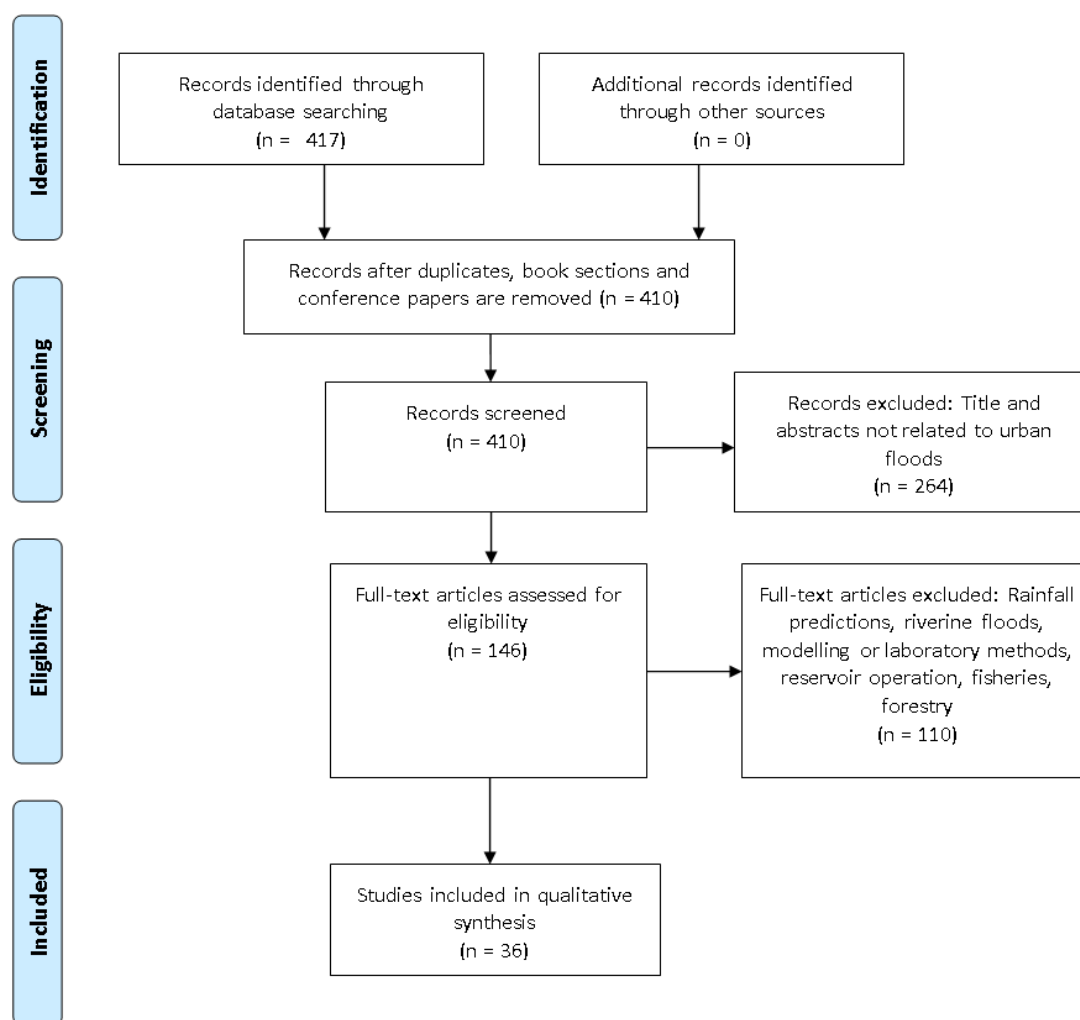 Identification
Records identified through
database searching
(n = 417)
Additional records identified
through other sources
(n = 0)
Screening
Records after duplicates, book sections and
conference papers are removed (n = 410)
Records screened
(n = 410)
Records excluded: Title and
abstracts not related to urban
floods
(n = 264)
Eligibility
Full-text articles assessed for
eligibility
(n = 146)
Full-text articles excluded: Rainfall
predictions, riverine floods,
modelling or laboratory methods,
reservoir operation, fisheries,
forestry
(n = 110)
Included
Studies included in qualitative
synthesis
(n = 36)